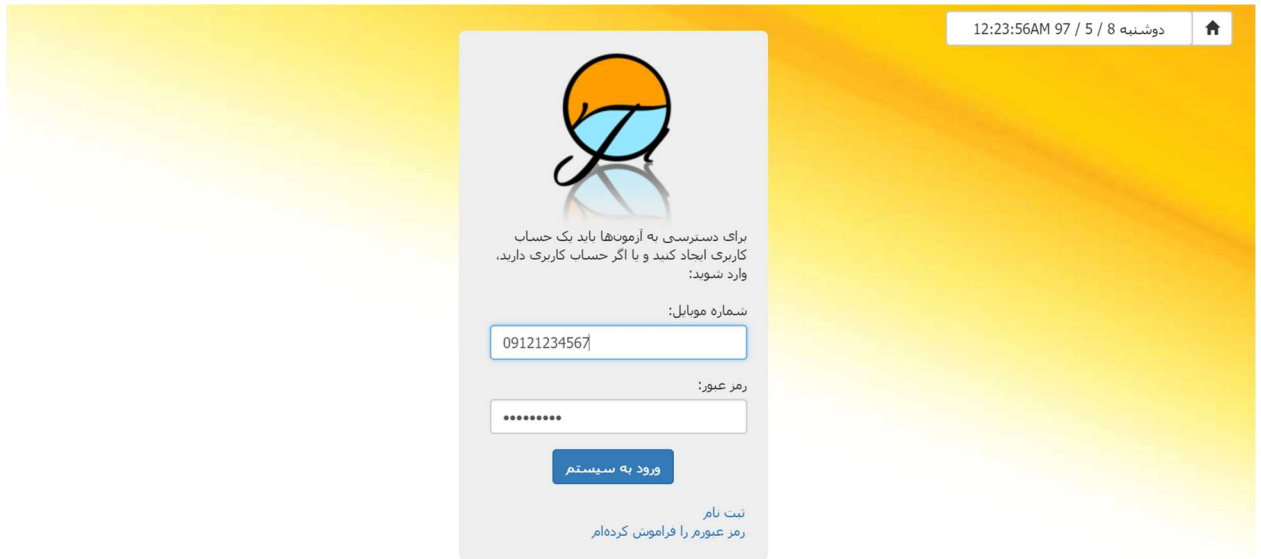 دوشنبه 8 / 5 / 97 12:23:56AM
برای دسترسی به آزمون‌ها باید یک حساب
کاربری ایجاد کنید و یا اگر حساب کاربری دارید،
وارد شوید:
شماره موبایل:
09121234567
رمز عبور:
•••••••••
ورود به سیستم
ثبت نام
رمز عبورم را فراموش کرده‌ام